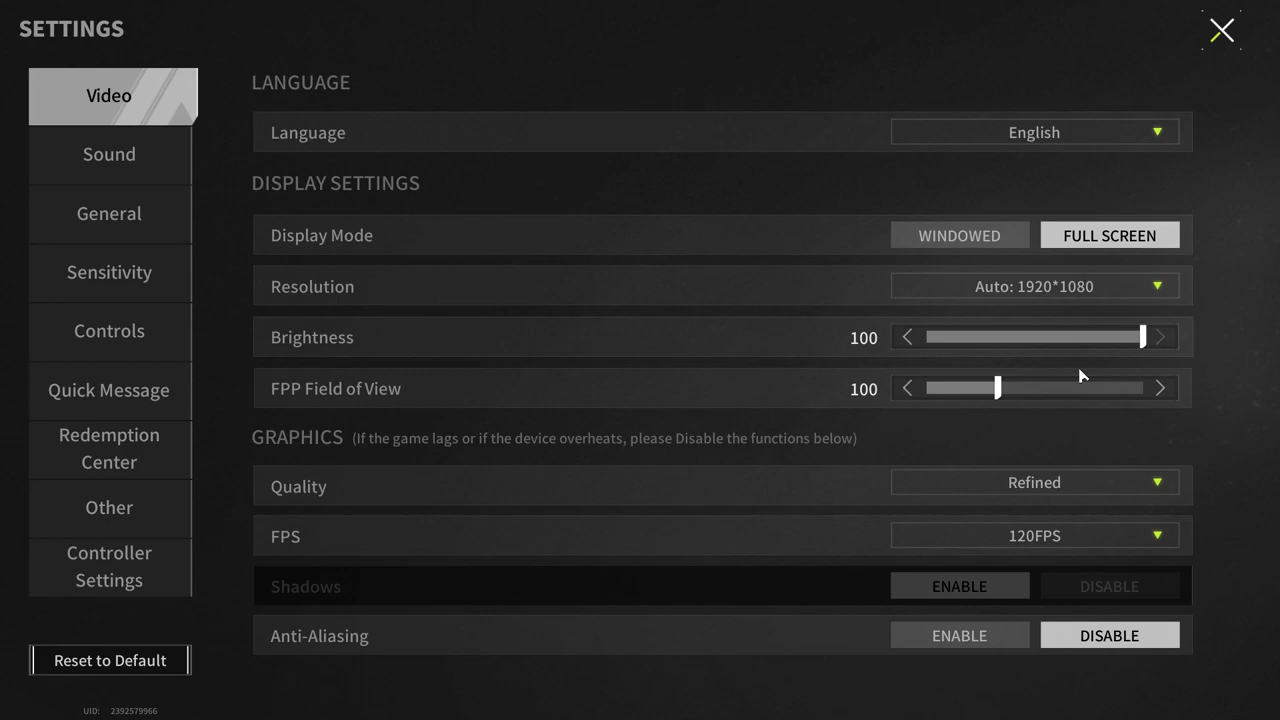 SETTINGS
Video
Sound
General
Sensitivity
Controls
Quick Message
Redemption
Center
Other
Controller
Settings
Reset to Default
UID: 2392579966
LANGUAGE
Language English
DISPLAY SETTINGS
Display Mode WINDOWED FULL SCREEN
Resolution Auto: 1920*1080
Brightness 100
FPP Field of View 100
GRAPHICS (If the game lags or if the device overheats, please Disable the functions below)
Quality Refined
FPS 120FPS
Shadows ENABLE DISABLE
Anti-Aliasing ENABLE DISABLE